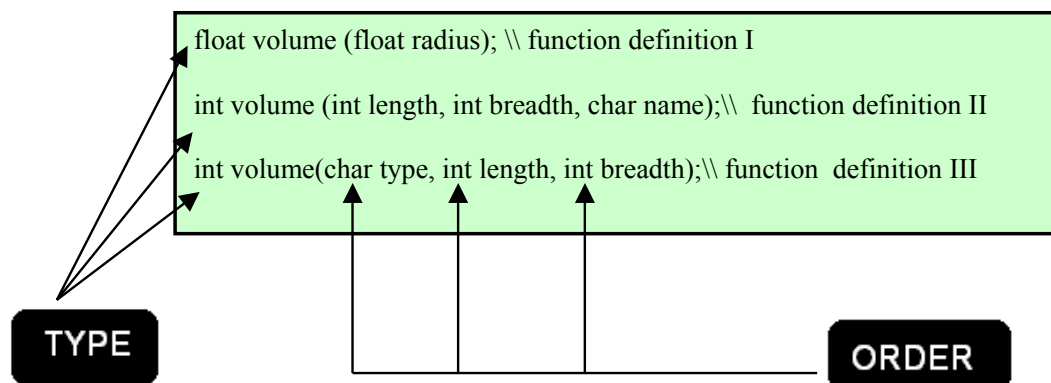 float volume (float radius); \\ function definition I
int volume (int length, int breadth, char name);\\ function definition II
int volume(char type, int length, int breadth);\\ function definition III
TYPE
ORDER